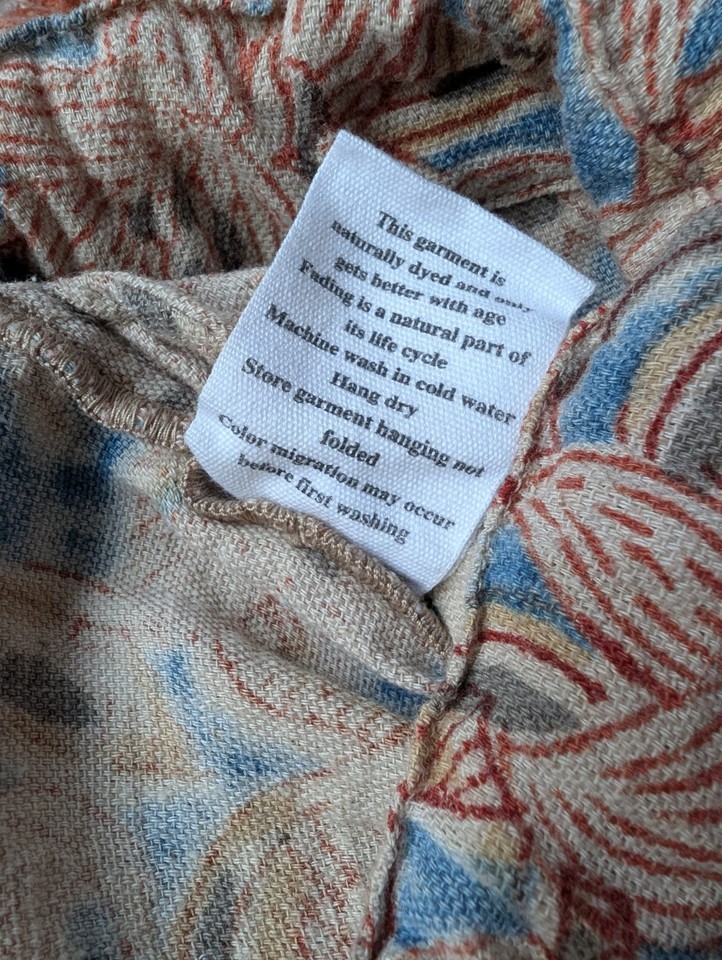 This garment is
naturally dyed and only
gets better with age
Fading is a natural part of
its life cycle
Machine wash in cold water
Hang dry
Store garment hanging not
folded
Color migration may occur
before first washing